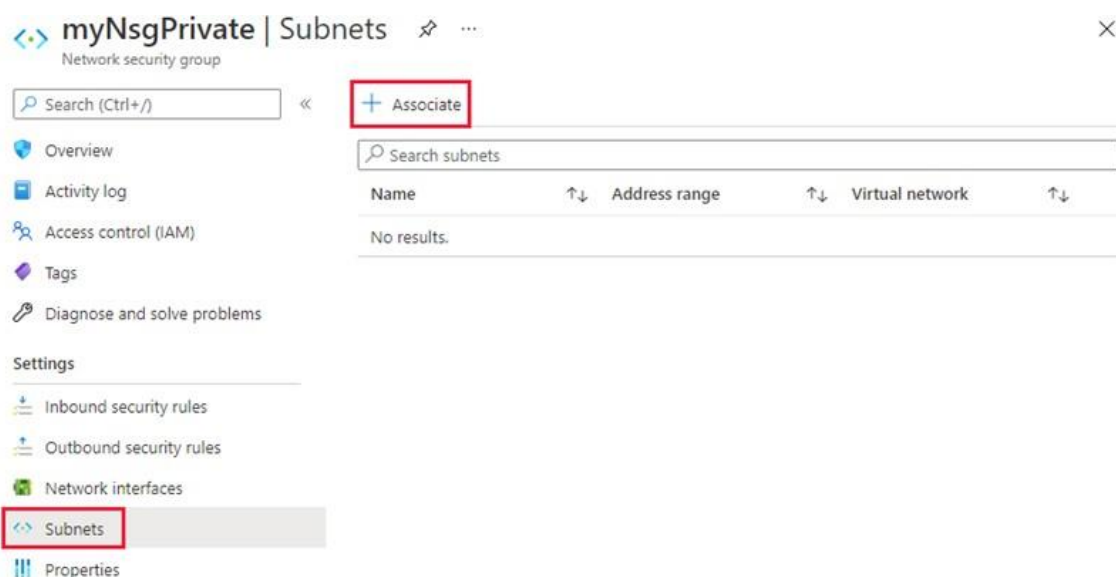 myNsgPrivate | Subnets ...
Network security group
Search (Ctrl+/)
«
Overview
Activity log
Access control (IAM)
Tags
Diagnose and solve problems
Settings
Inbound security rules
Outbound security rules
Network interfaces
Subnets
Properties
+ Associate
Search subnets
Name ↑↓ Address range ↑↓ Virtual network ↑↓
No results.